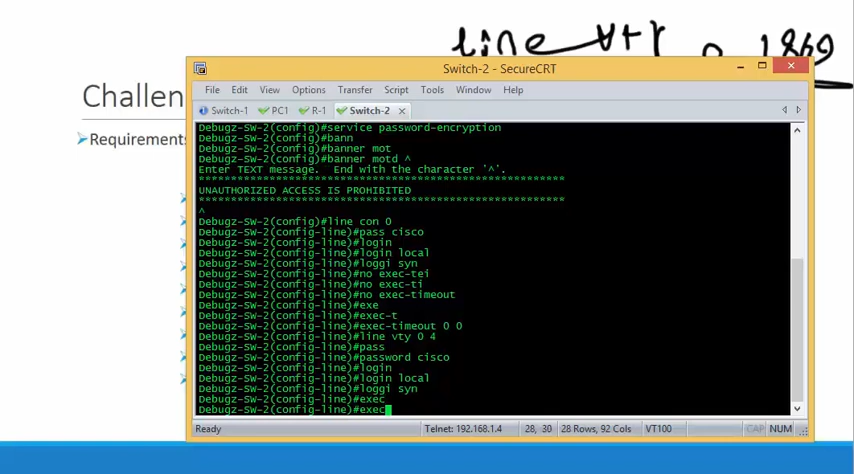 line vty 0 1869
Challen
Requirements
Switch-2 - SecureCRT
File Edit View Options Transfer Script Tools Window Help
Switch-1 PC1 R-1 Switch-2
Debugz-SW-2(config)#service password-encryption
Debugz-SW-2(config)#bann
Debugz-SW-2(config)#banner mot
Debugz-SW-2(config)#banner motd ^
Enter TEXT message.  End with the character '^'.
***************************************************************
UNAUTHORIZED ACCESS IS PROHIBITED
***************************************************************
^
Debugz-SW-2(config)#line con 0
Debugz-SW-2(config-line)#pass cisco
Debugz-SW-2(config-line)#login
Debugz-SW-2(config-line)#login local
Debugz-SW-2(config-line)#loggi syn
Debugz-SW-2(config-line)#no exec-tei
Debugz-SW-2(config-line)#no exec-ti
Debugz-SW-2(config-line)#no exec-timeout
Debugz-SW-2(config-line)#exe
Debugz-SW-2(config-line)#exec-t
Debugz-SW-2(config-line)#exec-timeout 0 0
Debugz-SW-2(config-line)#line vty 0 4
Debugz-SW-2(config-line)#pass
Debugz-SW-2(config-line)#password cisco
Debugz-SW-2(config-line)#login
Debugz-SW-2(config-line)#login local
Debugz-SW-2(config-line)#loggi syn
Debugz-SW-2(config-line)#exec
Debugz-SW-2(config-line)#exec
Ready Telnet: 192.168.1.4 28, 30 28 Rows, 92 Cols VT100 CAP NUM